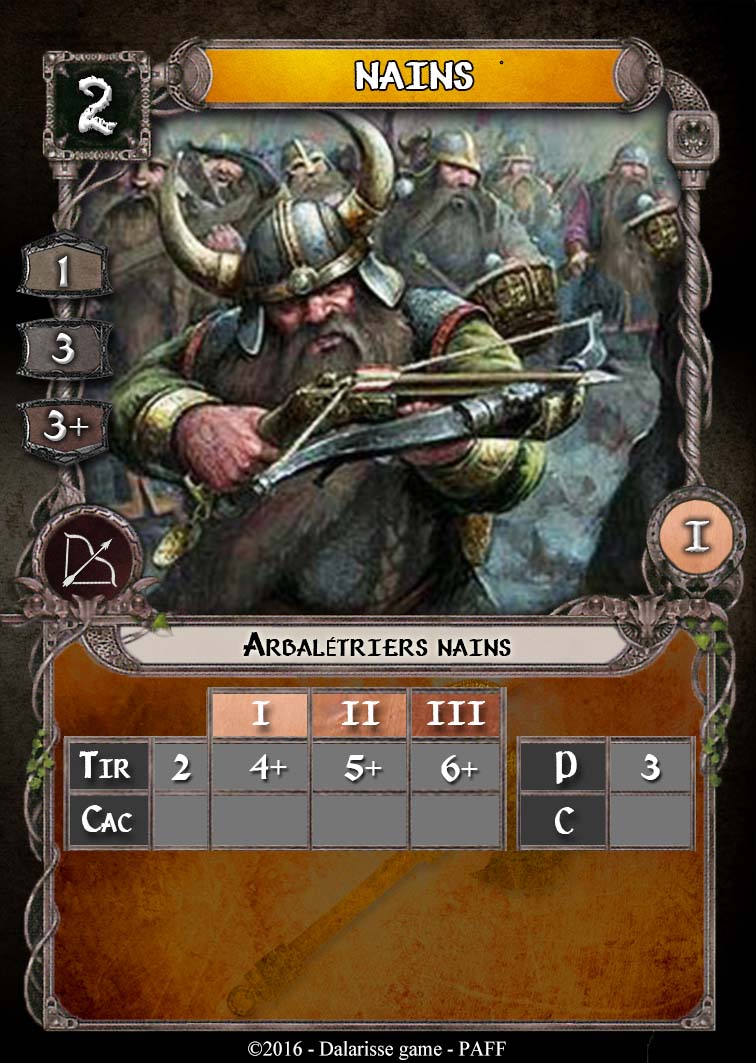 NAINS
2
1
3
3+
I
Arbalétriers nains
I II III
Tir 2 4+ 5+ 6+ P 3
Cac C
©2016 - Dalarisse game - PAFF